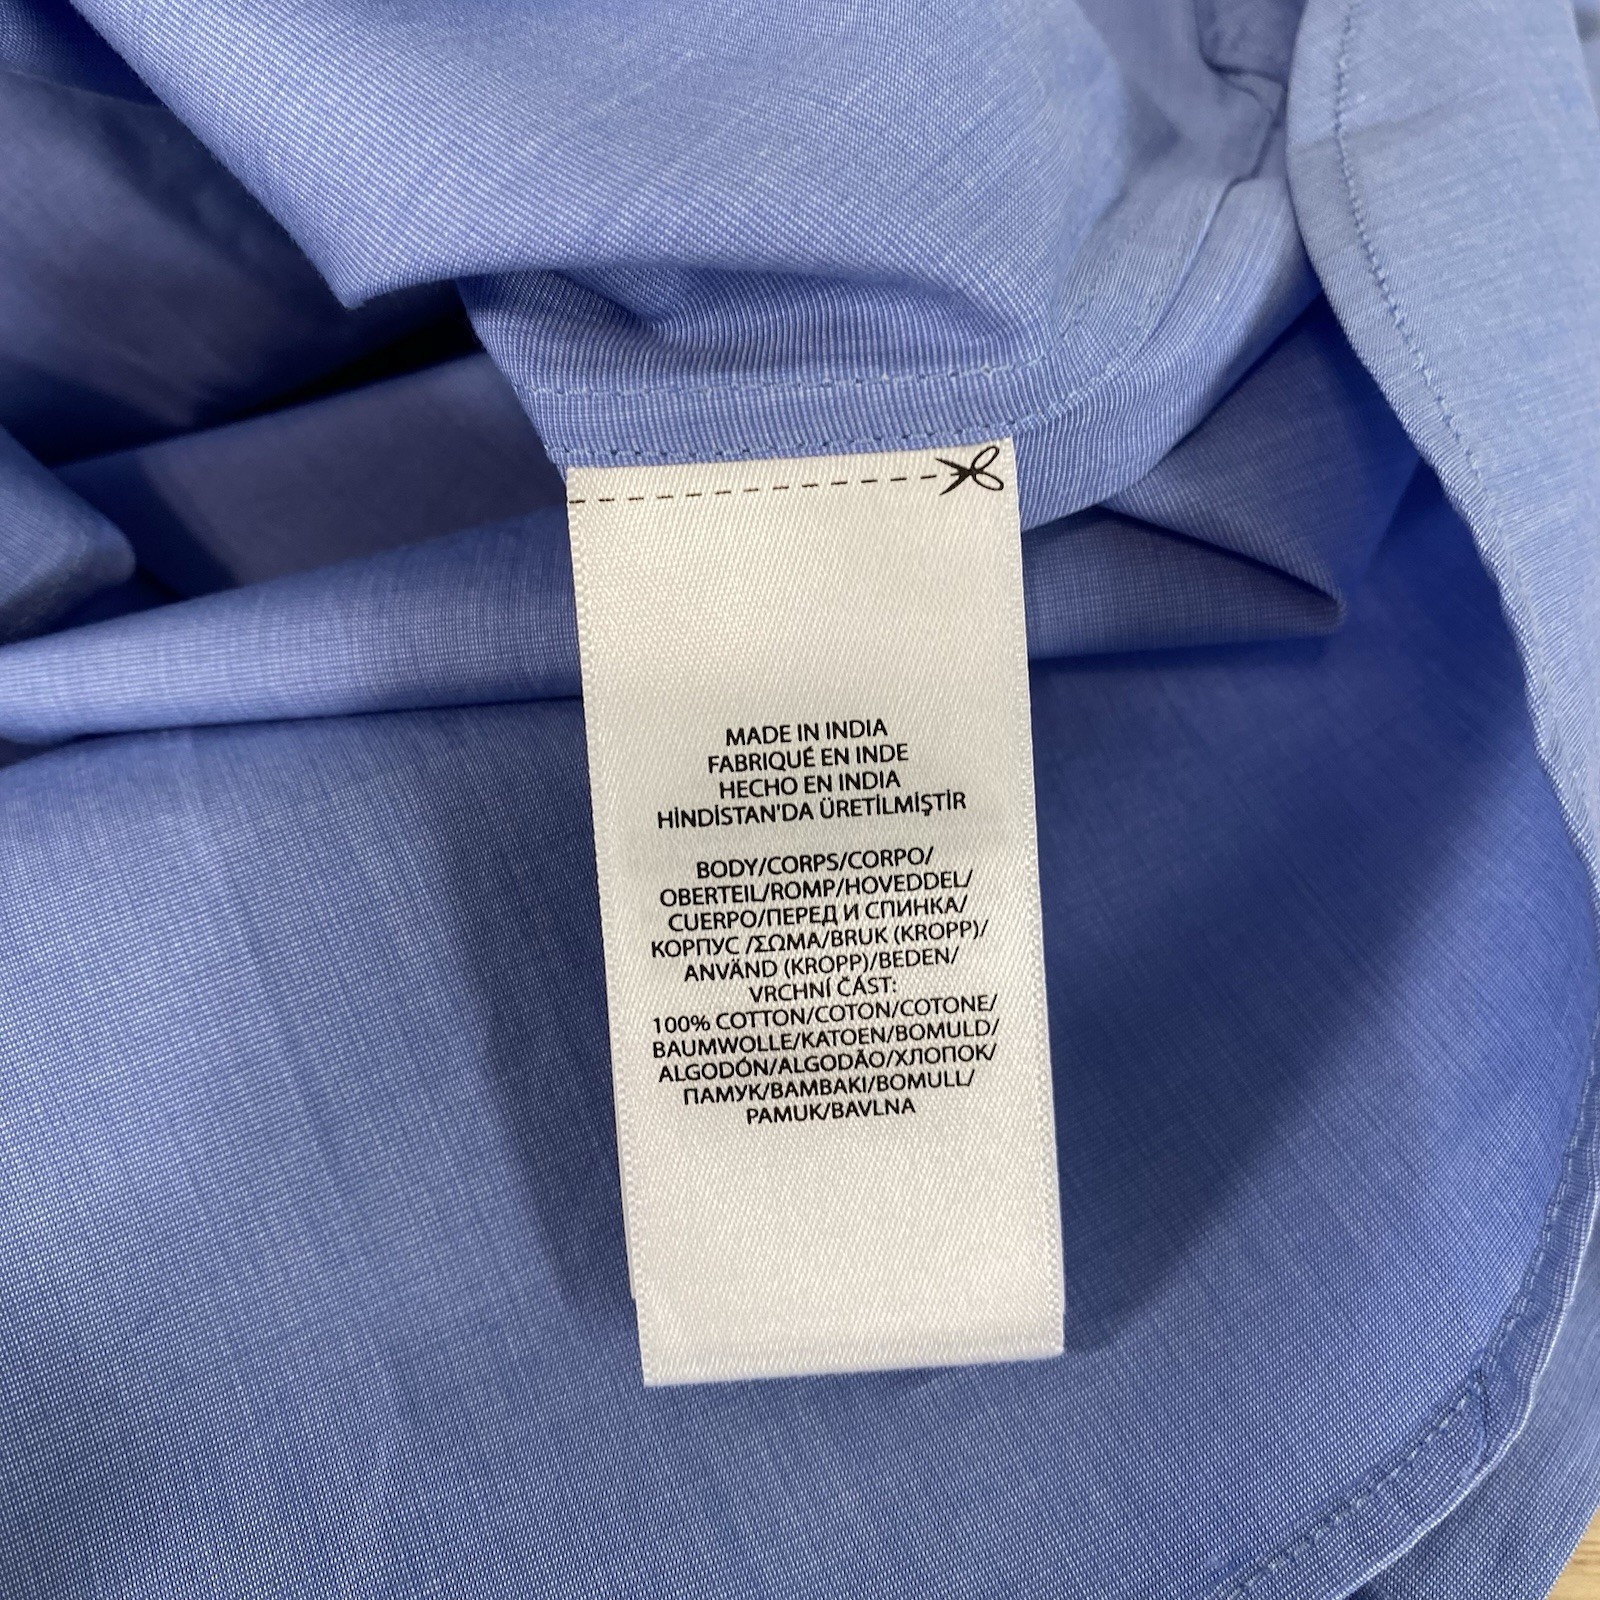 MADE IN INDIA
FABRIQUÉ EN INDE
HECHO EN INDIA
HİNDİSTAN'DA ÜRETİLMİŞTİR
BODY/CORPS/CORPO/
OBERTEIL/ROMP/HOVEDDEL/
CUERPO/ПЕРЕД И СПИНКА/
КОРПУС /ΣΩΜΑ/BRUK (KROPP)/
ANVÄND (KROPP)/BEDEN/
VRCHNÍ ČÁST:
100% COTTON/COTON/COTONE/
BAUMWOLLE/KATOEN/BOMULD/
ALGODÓN/ALGODÃO/ХЛОПОК/
ПАМУК/ΒΑΜΒΑΚΙ/BOMULL/
PAMUK/BAVLNA